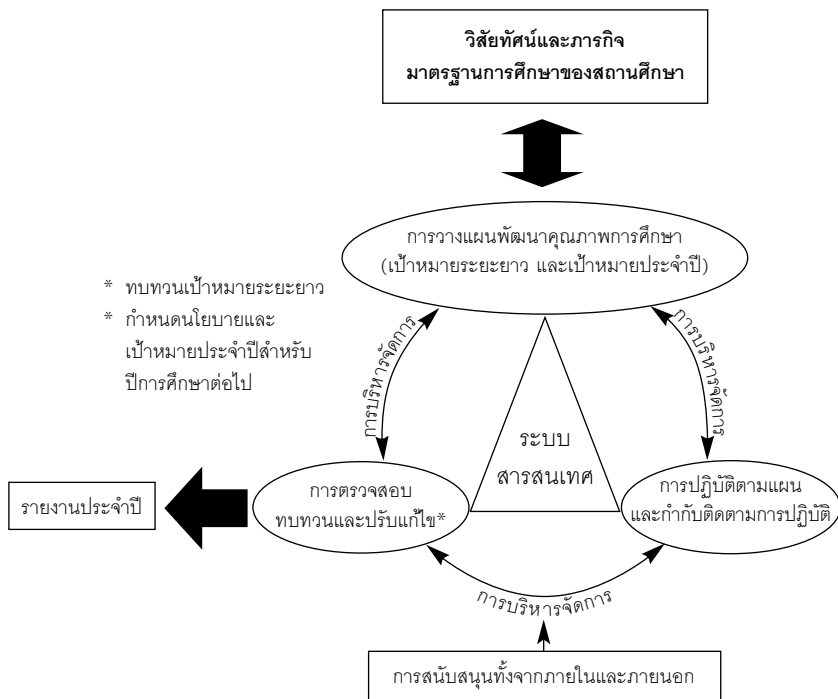 วิสัยทัศน์และภารกิจ
มาตรฐานการศึกษาของสถานศึกษา
การวางแผนพัฒนาคุณภาพการศึกษา
(เป้าหมายระยะยาว และเป้าหมายประจำปี)
* ทบทวนเป้าหมายระยะยาว
* กำหนดนโยบายและ
เป้าหมายประจำปีสำหรับ
ปีการศึกษาต่อไป
การบริหารจัดการ
การบริหารจัดการ
ระบบ
สารสนเทศ
รายงานประจำปี
การตรวจสอบ
ทบทวนและปรับแก้ไข*
การปฏิบัติตามแผน
และกำกับติดตามการปฏิบัติ
การบริหารจัดการ
การสนับสนุนทั้งจากภายในและภายนอก